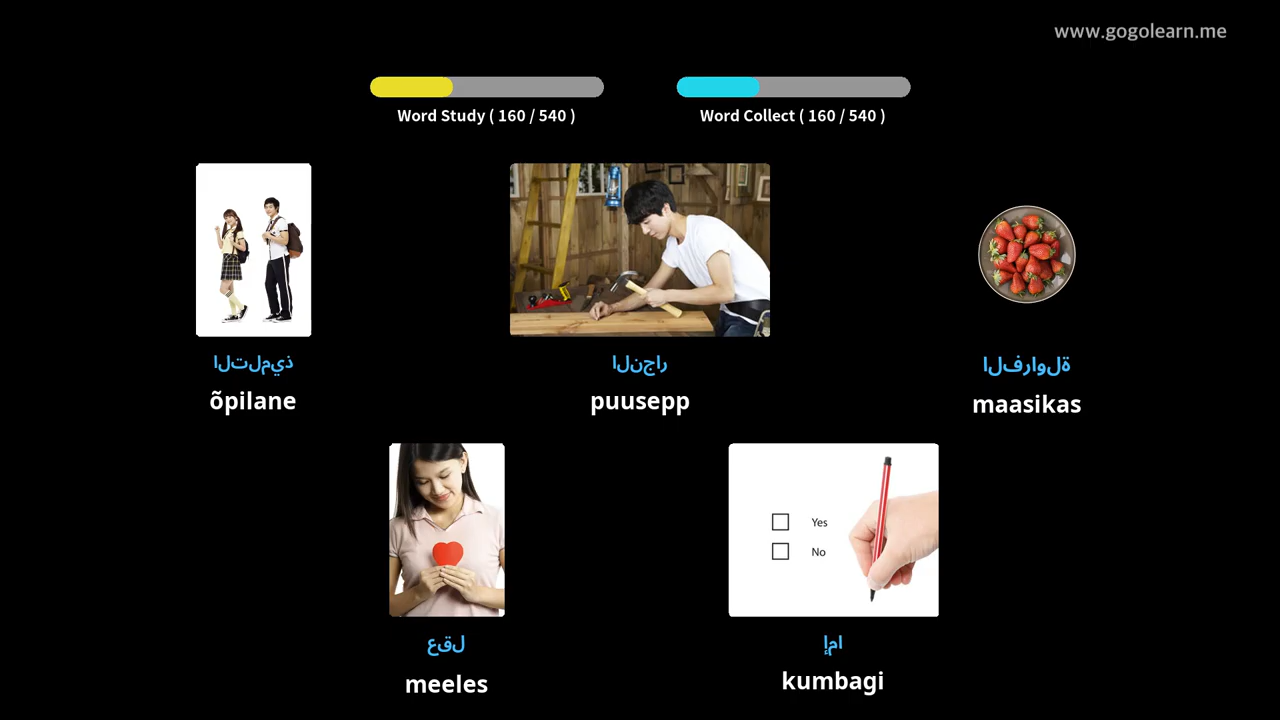 www.gogolearn.me
Word Study ( 160 / 540 )
Word Collect ( 160 / 540 )
التلميذ
õpilane
النجار
puusepp
الفراولة
maasikas
عقل
meeles
Yes
No
إما
kumbagi